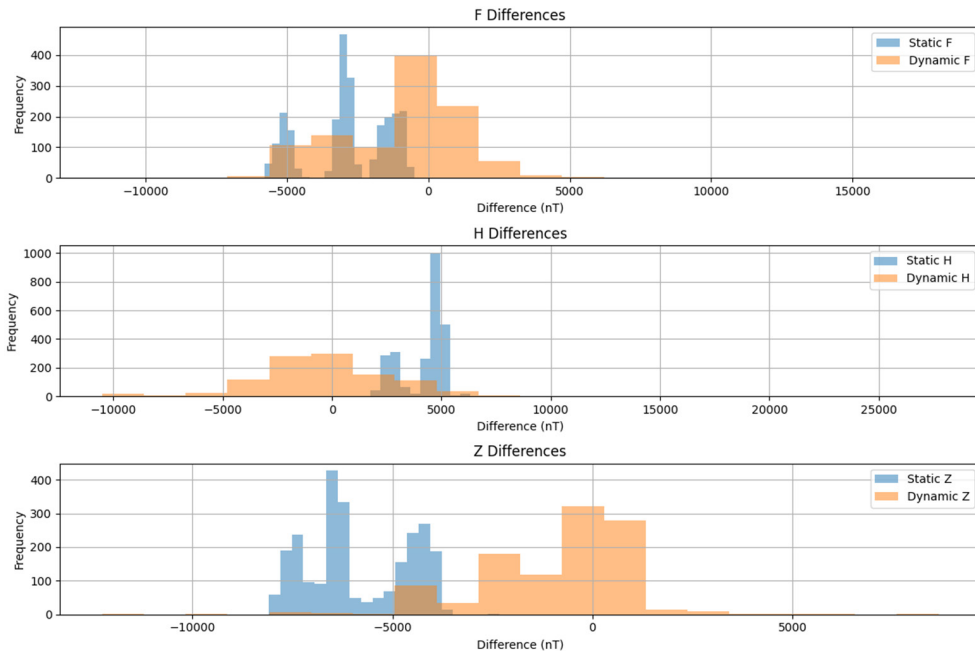 F Differences
Frequency
400
300
200
100
0
Static F
Dynamic F
−10000 −5000 0 5000 10000 15000
Difference (nT)
H Differences
Frequency
1000
800
600
400
200
0
Static H
Dynamic H
−10000 −5000 0 5000 10000 15000 20000 25000
Difference (nT)
Z Differences
Frequency
400
300
200
100
0
Static Z
Dynamic Z
−10000 −5000 0 5000
Difference (nT)